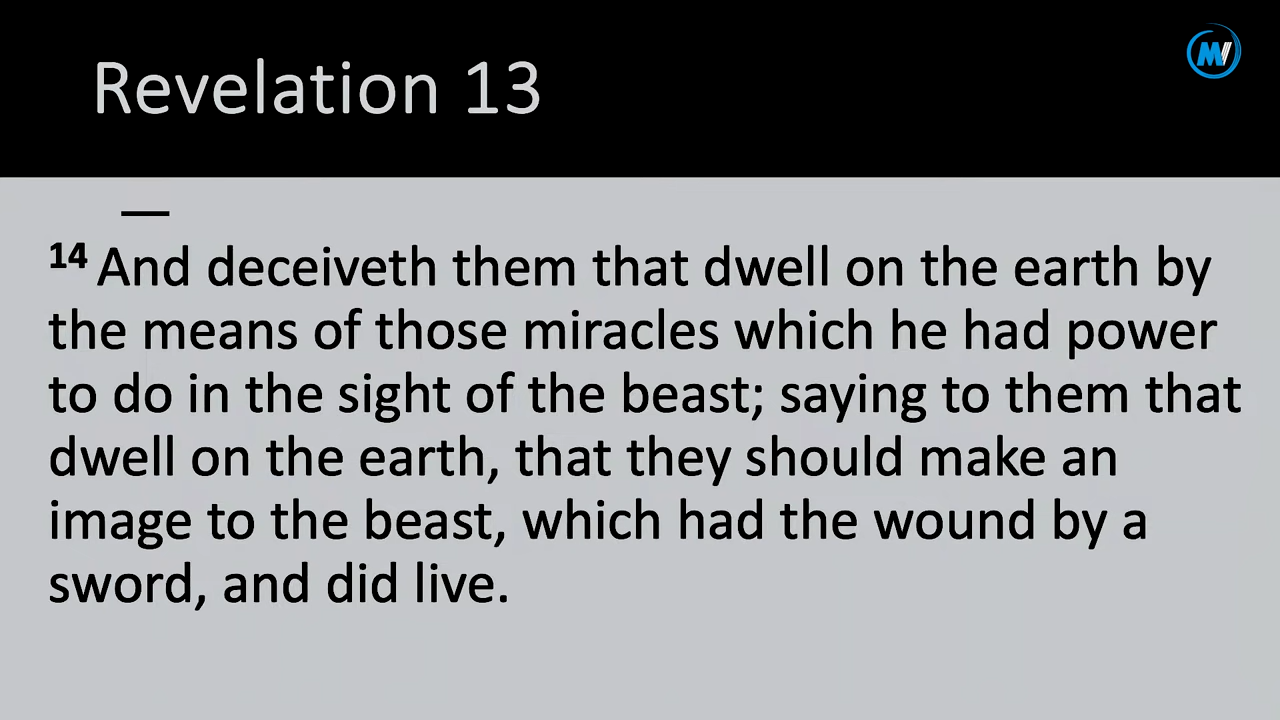 Revelation 13
MV
14 And deceiveth them that dwell on the earth by
the means of those miracles which he had power
to do in the sight of the beast; saying to them that
dwell on the earth, that they should make an
image to the beast, which had the wound by a
sword, and did live.